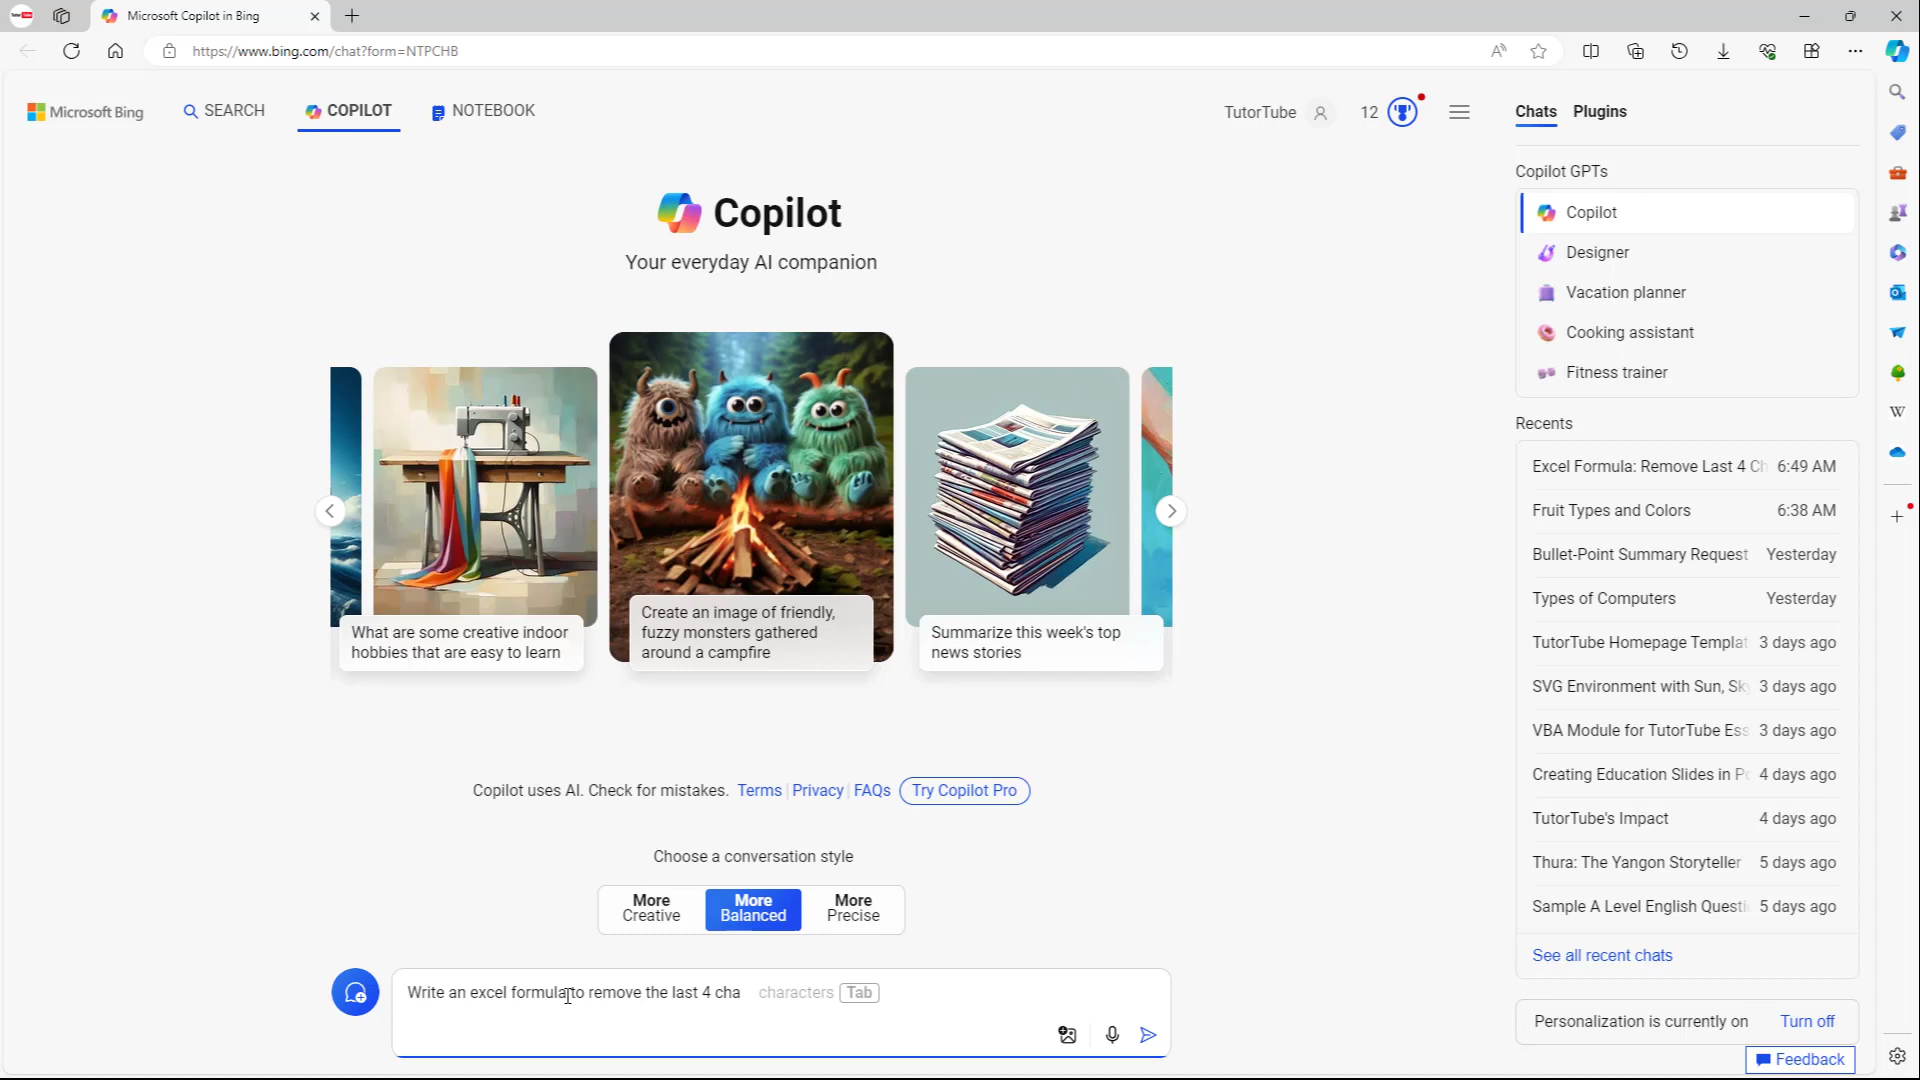 Microsoft Copilot in Bing
https://www.bing.com/chat?form=NTPCHB
Microsoft Bing
SEARCH
COPILOT
NOTEBOOK
TutorTube
12
Chats
Plugins
Copilot
Your everyday AI companion
What are some creative indoor
hobbies that are easy to learn
Create an image of friendly,
fuzzy monsters gathered
around a campfire
Summarize this week's top
news stories
Copilot uses AI. Check for mistakes. Terms Privacy FAQs Try Copilot Pro
Choose a conversation style
More
Creative
More
Balanced
More
Precise
Write an excel formula to remove the last 4 cha characters Tab
Copilot GPTs
Copilot
Designer
Vacation planner
Cooking assistant
Fitness trainer
Recents
Excel Formula: Remove Last 4 Ch 6:49 AM
Fruit Types and Colors 6:38 AM
Bullet-Point Summary Request Yesterday
Types of Computers Yesterday
TutorTube Homepage Templat 3 days ago
SVG Environment with Sun, Sky 3 days ago
VBA Module for TutorTube Ess 3 days ago
Creating Education Slides in Po 4 days ago
TutorTube's Impact 4 days ago
Thura: The Yangon Storyteller 5 days ago
Sample A Level English Questi 5 days ago
See all recent chats
Personalization is currently on Turn off
Feedback